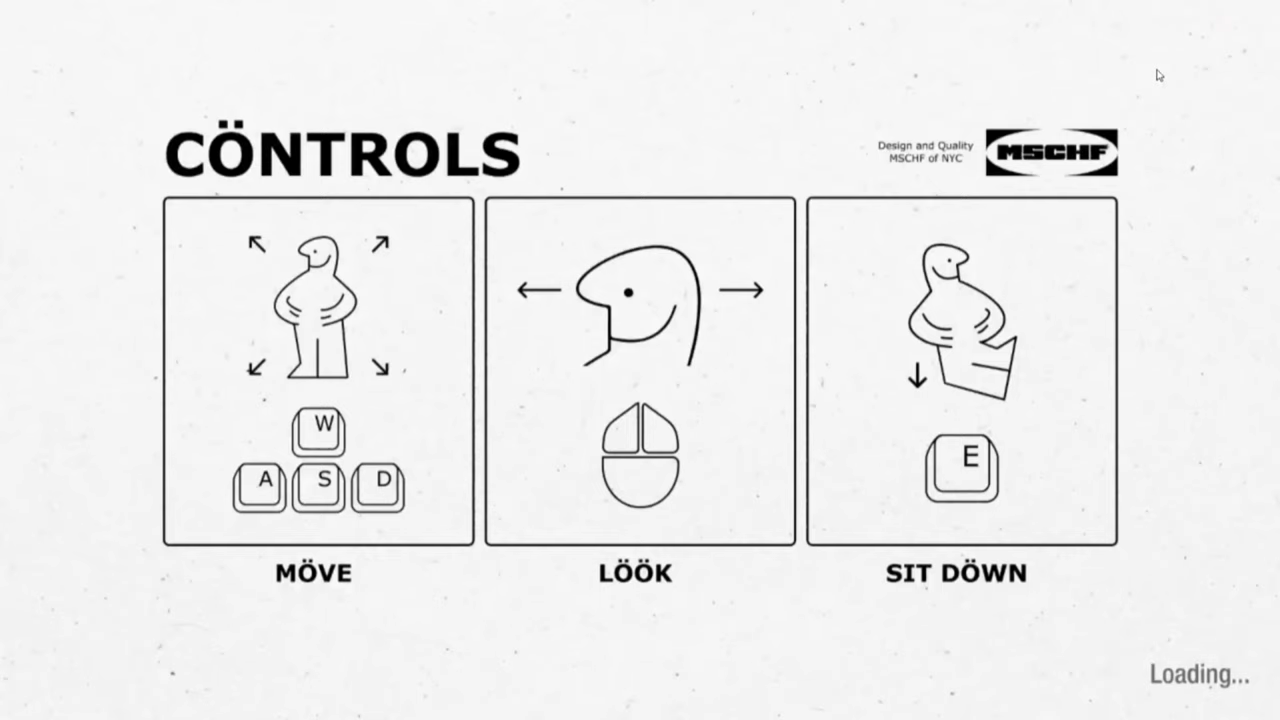 CÖNTROLS
Design and Quality
MSCHF of NYC
MSCHF
W
A S D
E
MÖVE
LÖÖK
SIT DÖWN
Loading...